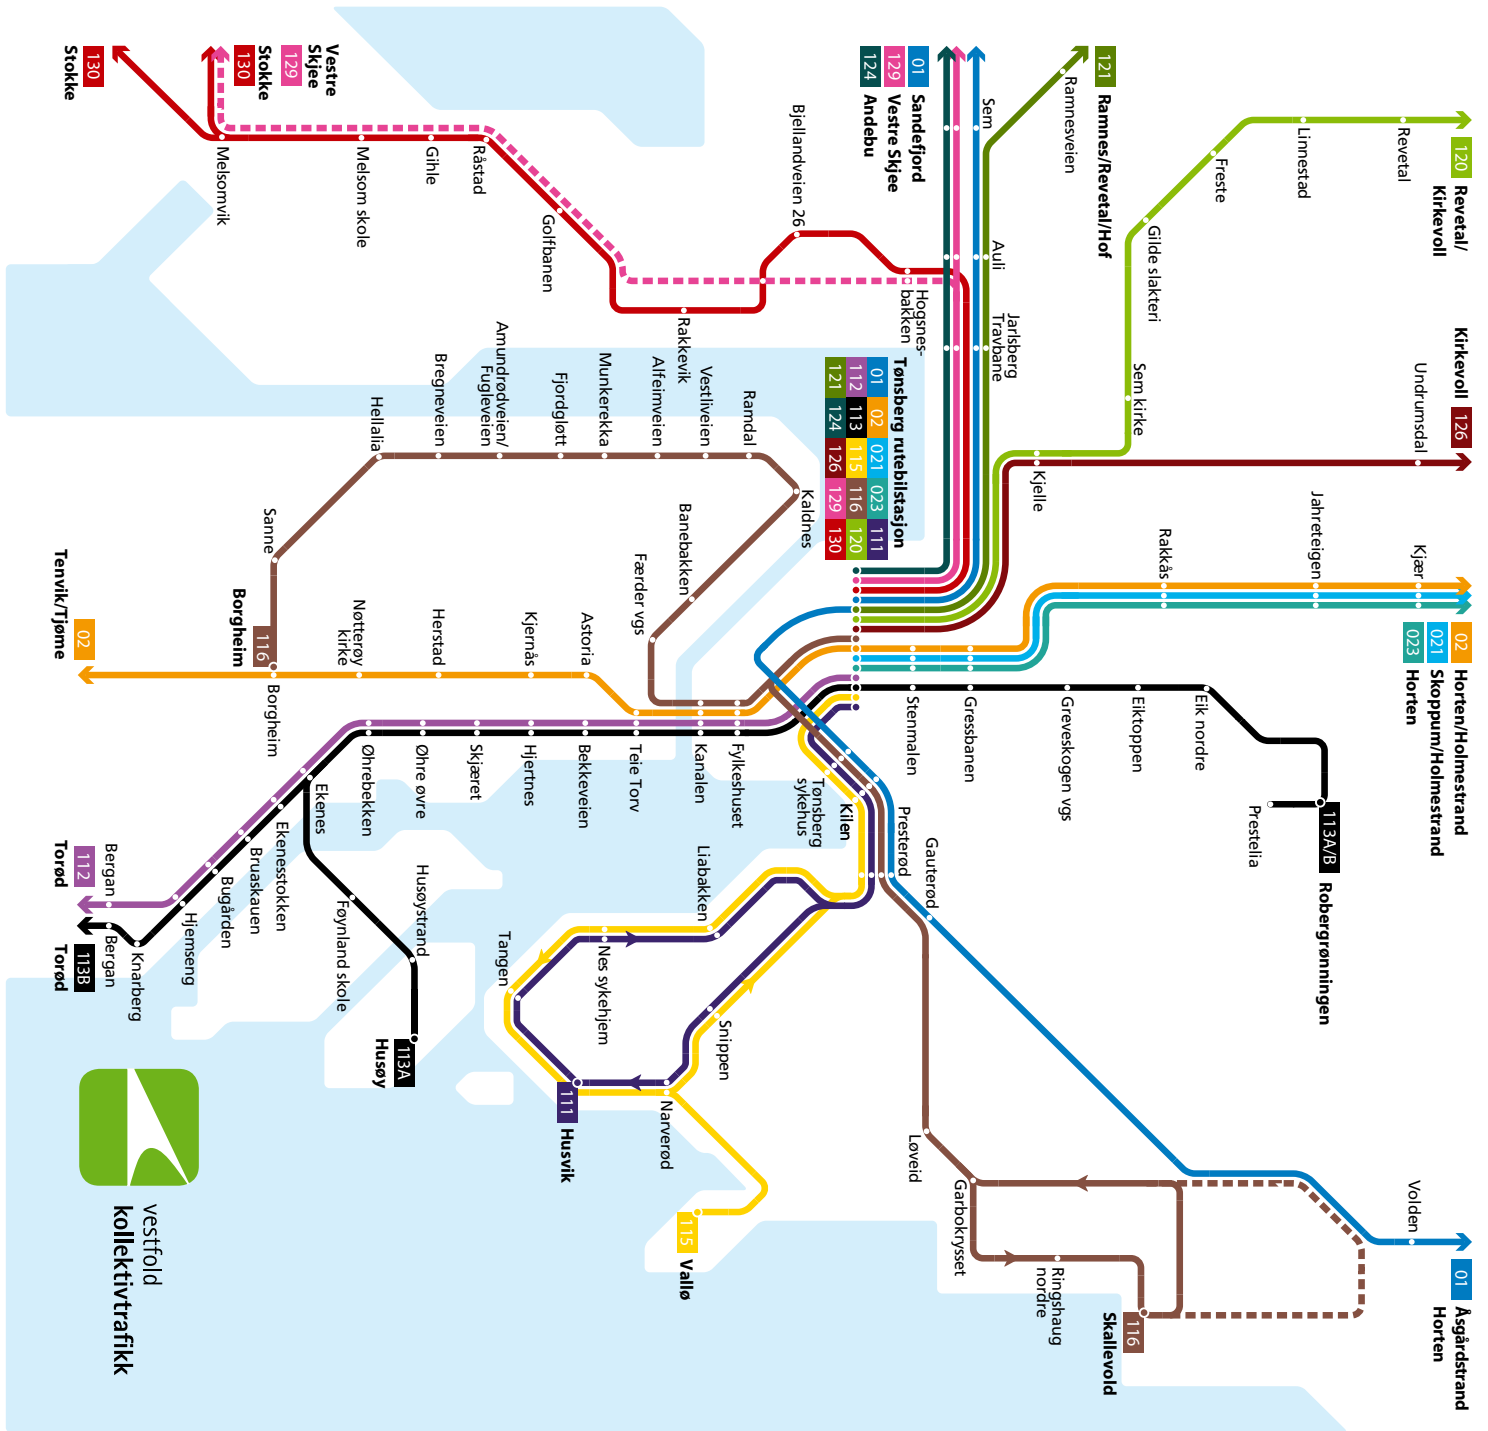 120
Revetal/
Kirkevoll
Revetal
Linnestad
Freste
Gilde slakteri
Sem kirke
Kirkevoll
126
Undrumsdal
Kjelle
121
Ramnes/Revetal/Hof
Ramnesveien
Sem
Auli
Jarlsberg
Travbane
01
Sandefjord
129
Vestre Skjee
124
Andebu
Bjellandveien 26
Hogsnes-
bakken
Rakkevik
Golfbanen
Råstad
Gihle
Melsom skole
Melsomvik
Vestre
Skjee
129
130
Stokke
130
Stokke
Tønsberg rutebilstasjon
01
02
021
023
111
112
113
115
116
120
121
124
126
129
130
Kjær
Jahreteigen
Rakkås
02
Horten/Holmestrand
021
Skoppum/Holmestrand
023
Horten
Gressbanen
Stenmalen
Greveskogen vgs
Eiktoppen
Eik nordre
Prestelia
113A/B
Robergrønningen
Kaldnes
Ramdal
Vestliveien
Alfeimveien
Munkerekka
Fjordgløtt
Amundrødveien/
Fugleveien
Bregneveien
Hellalia
Sanne
Borgheim
116
Banebakken
Færder vgs
Astoria
Kjernås
Herstad
Nøtterøy
kirke
Borgheim
Tenvik/Tjøme
02
Fylkeshuset
Kanalen
Teie Torv
Bekkeveien
Hjertnes
Skjæret
Øhre øvre
Øhrebekken
Ekenes
Ekenesstokken
Bruaskauen
Bugården
Hjemseng
Knarberg
Bergan
Bergan
112
Torød
113B
Torød
Føynland skole
Husøystrand
113A
Husøy
Tønsberg
sykehus
Kilen
Presterød
Gauterød
Liabakken
Nes sykehjem
Tangen
Snippen
Narverød
111
Husvik
115
Vallø
Løveid
Garbokrysset
Ringshaug
nordre
116
Skallevold
Volden
01
Åsgårdstrand
Horten
vestfold
kollektivtrafikk